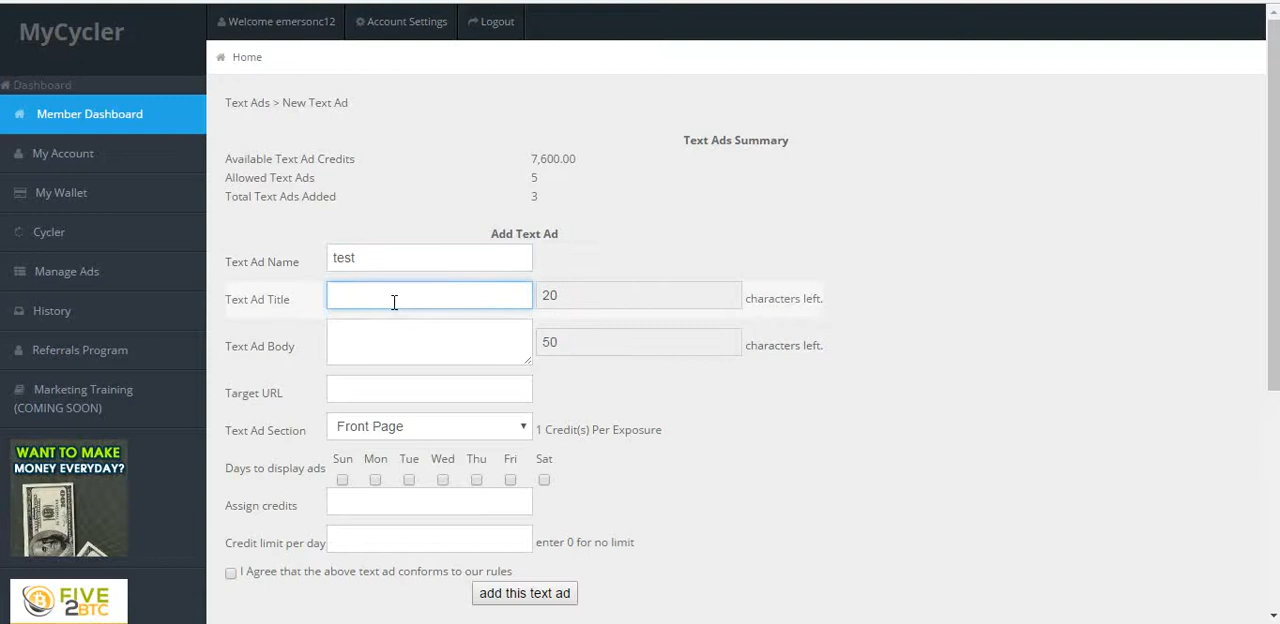 MyCycler
Welcome emersonc12
Account Settings
Logout
Home
Dashboard
Member Dashboard
My Account
My Wallet
Cycler
Manage Ads
History
Referrals Program
Marketing Training
(COMING SOON)
WANT TO MAKE
MONEY EVERYDAY?
FIVE
2BTC
Text Ads > New Text Ad
Text Ads Summary
Available Text Ad Credits 7,600.00
Allowed Text Ads 5
Total Text Ads Added 3
Add Text Ad
Text Ad Name test
Text Ad Title 20 characters left.
Text Ad Body 50 characters left.
Target URL
Text Ad Section Front Page 1 Credit(s) Per Exposure
Sun Mon Tue Wed Thu Fri Sat
Days to display ads
Assign credits
Credit limit per day enter 0 for no limit
I Agree that the above text ad conforms to our rules
add this text ad